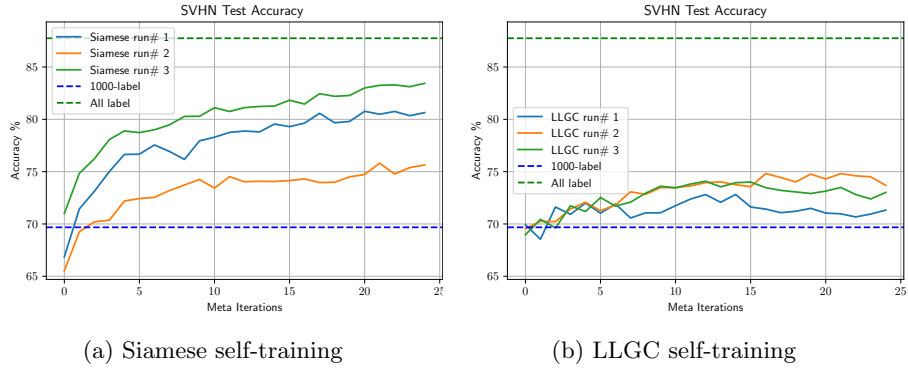 SVHN Test Accuracy
Siamese run# 1
Siamese run# 2
Siamese run# 3
1000-label
All label
85
80
75
70
65
Accuracy %
0 5 10 15 20 25
Meta Iterations
(a) Siamese self-training
SVHN Test Accuracy
LLGC run# 1
LLGC run# 2
LLGC run# 3
1000-label
All label
85
80
75
70
65
Accuracy %
0 5 10 15 20 25
Meta Iterations
(b) LLGC self-training